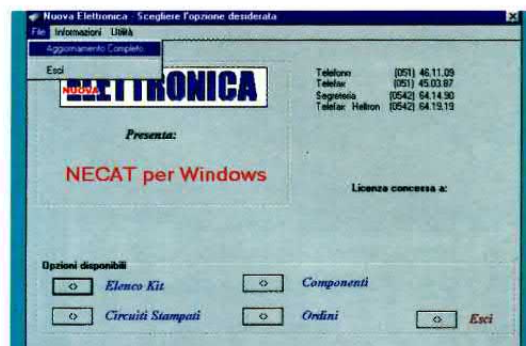 Nuova Elettronica - Scegliere l'opzione desiderata
File Informazioni Utilità
Aggiornamento Completo
Esci
NUOVA
ELETTRONICA
Presenta:
NECAT per Windows
Telefono (051) 46.11.09
Telefax (051) 45.03.87
Segreteria (0542) 64.14.90
Telefax Heltron (0542) 64.19.19
Licenza concessa a:
Opzioni disponibili
<> Elenco Kit
<> Componenti
<> Circuiti Stampati
<> Ordini
<> Esci